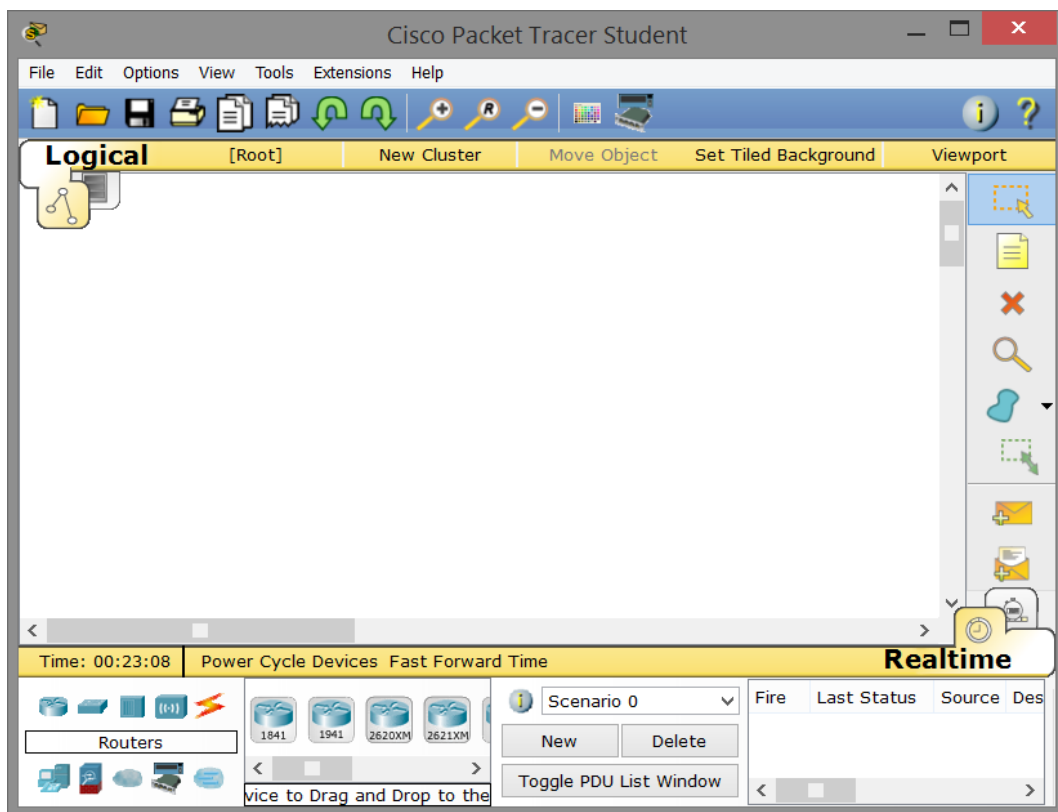 Cisco Packet Tracer Student
File Edit Options View Tools Extensions Help
Logical [Root] New Cluster Move Object Set Tiled Background Viewport
Time: 00:23:08 Power Cycle Devices Fast Forward Time Realtime
Routers
1841 1941 2620XM 2621XM
vice to Drag and Drop to the
Scenario 0
New Delete
Toggle PDU List Window
Fire Last Status Source Des